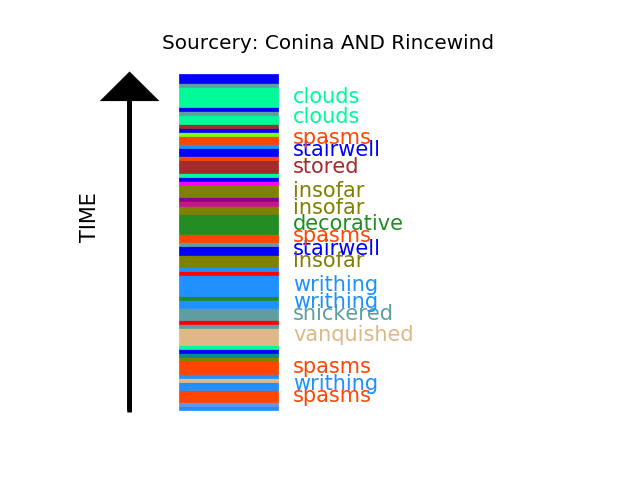 Sourcery: Conina AND Rincewind
TIME
clouds
clouds
spasms
stairwell
stored
insofar
insofar
decorative
spasms
stairwell
insofar
writhing
writhing
snickered
vanquished
spasms
writhing
spasms